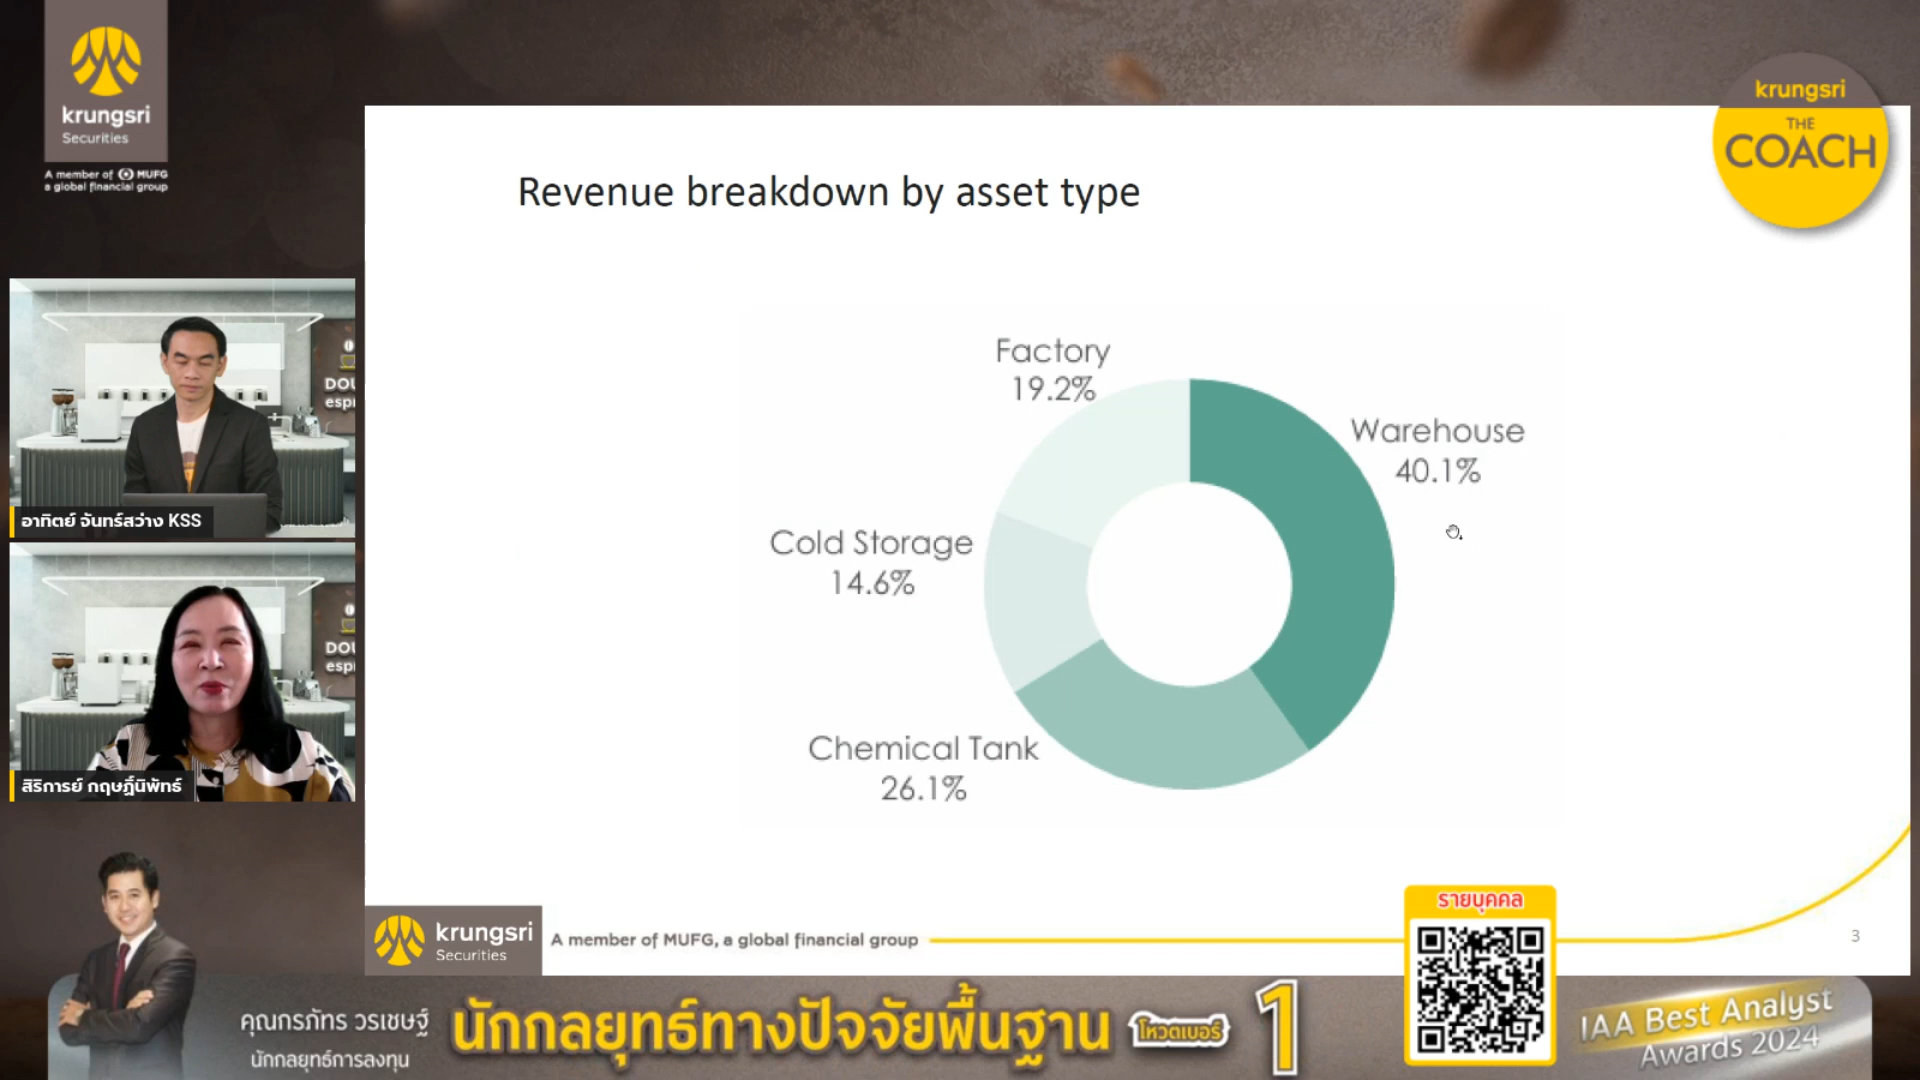 krungsri
Securities
A member of MUFG
a global financial group
krungsri
THE
COACH
Revenue breakdown by asset type
Factory
19.2%
Warehouse
40.1%
Cold Storage
14.6%
Chemical Tank
26.1%
DOU
espr
อาทิตย์ จันทร์สว่าง KSS
DOU
espr
สิริการย์ กฤษฏิ์นิพัทธ์
krungsri
Securities
A member of MUFG, a global financial group
รายบุคคล
3
คุณกรภัทร วรเชษฐ์
นักกลยุทธ์การลงทุน
นักกลยุทธ์ทางปัจจัยพื้นฐาน โหวตเบอร์ 1
IAA Best Analyst
Awards 2024